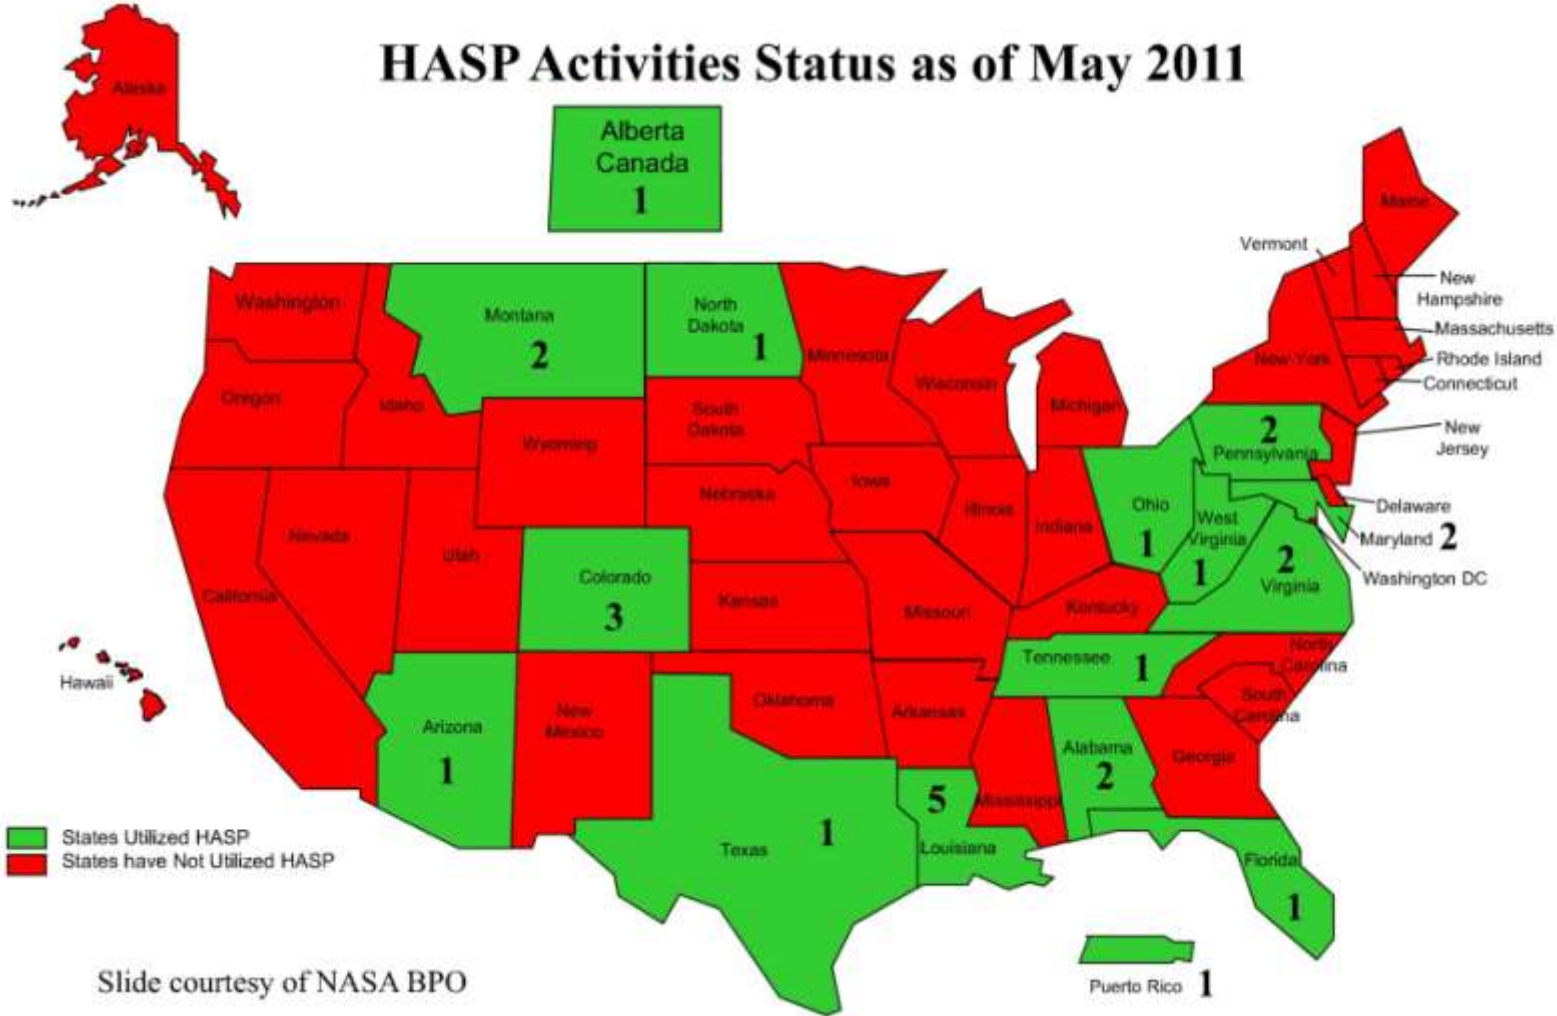 HASP Activities Status as of May 2011
Alaska
Alberta
Canada
1
Maine
Vermont
New
Hampshire
Massachusetts
Rhode Island
Connecticut
New York
Washington
Montana
2
North
Dakota
1
Minnesota
Wisconsin
Michigan
Oregon
Idaho
South
Dakota
Wyoming
2
Pennsylvania
New
Jersey
Nebraska
Iowa
Illinois
Indiana
Ohio
1
West
Virginia
1
2
Virginia
Delaware
Maryland 2
Washington DC
Nevada
Utah
California
Colorado
3
Kansas
Missouri
Kentucky
Hawaii
Tennessee 1
North
Carolina
South
Carolina
Arizona
1
New
Mexico
Oklahoma
Arkansas
Alabama
2
Georgia
Mississippi
5
Louisiana
Texas 1
Florida
1
States Utilized HASP
States have Not Utilized HASP
Puerto Rico 1
Slide courtesy of NASA BPO